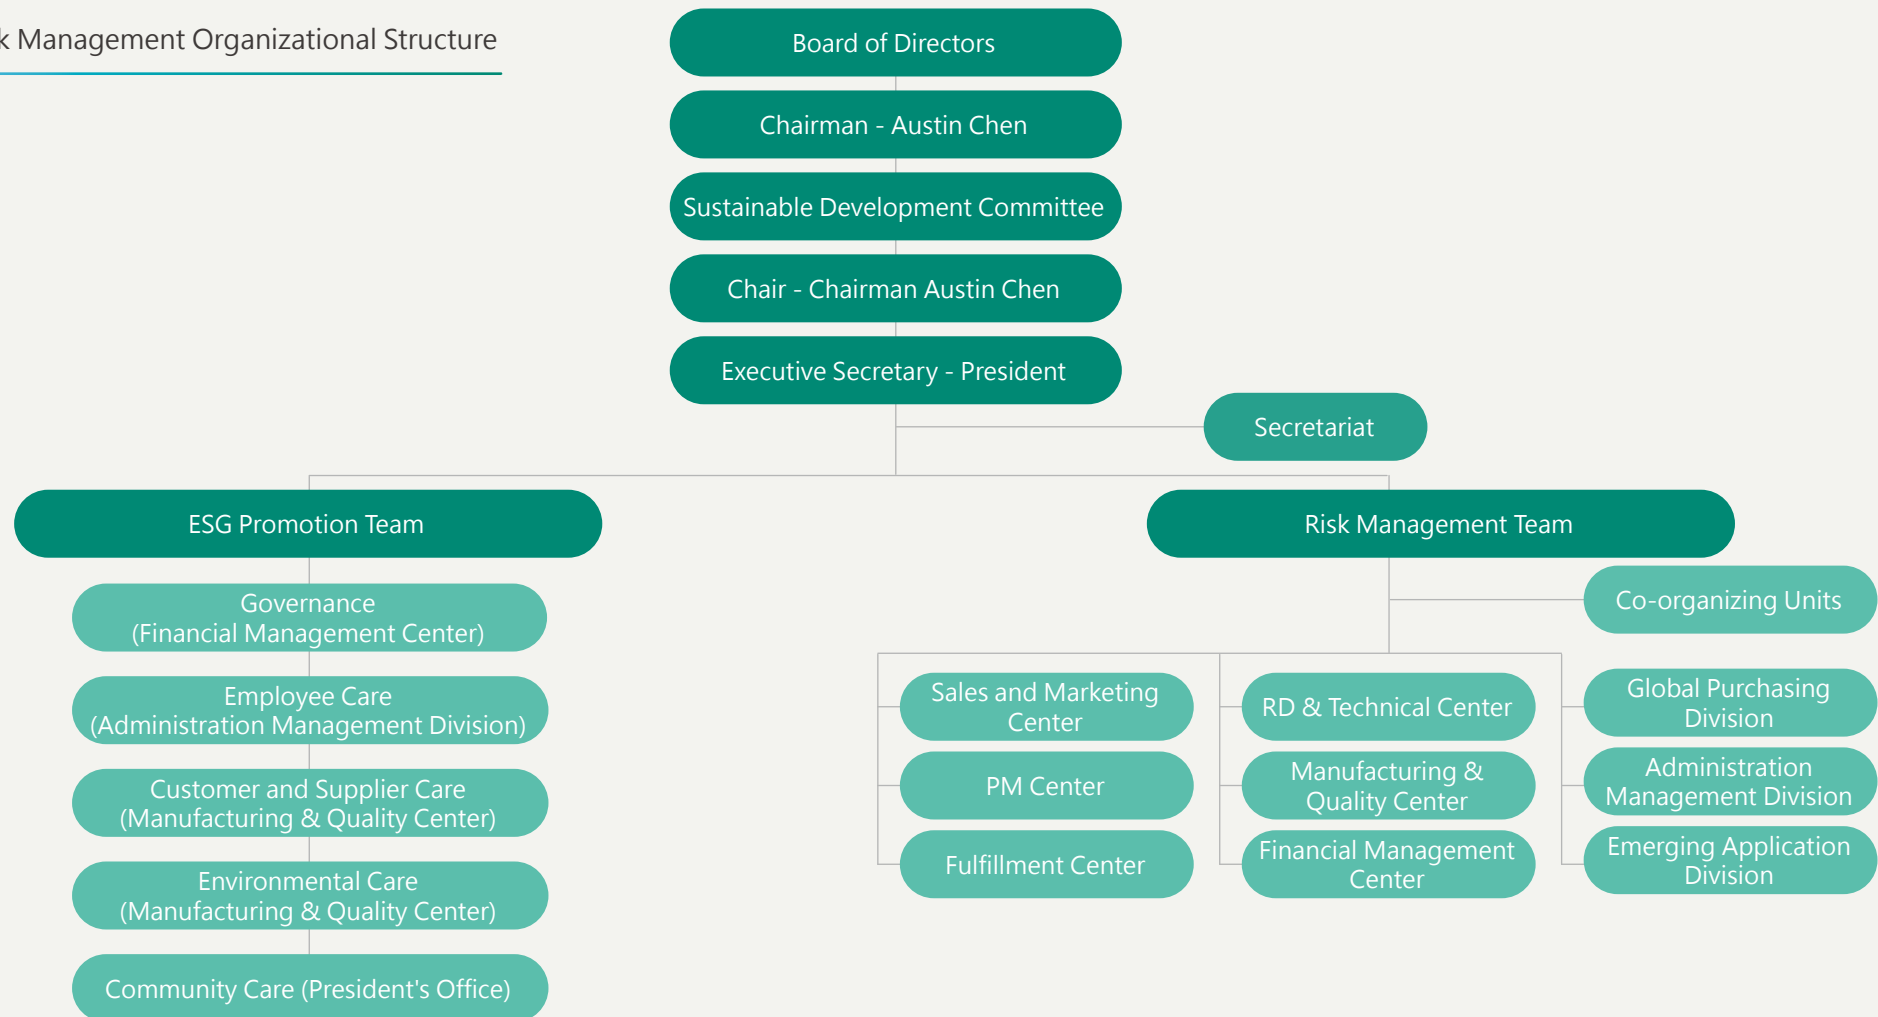 k Management Organizational Structure
Board of Directors
Chairman - Austin Chen
Sustainable Development Committee
Chair - Chairman Austin Chen
Executive Secretary - President
Secretariat
ESG Promotion Team
Governance
(Financial Management Center)
Employee Care
(Administration Management Division)
Customer and Supplier Care
(Manufacturing & Quality Center)
Environmental Care
(Manufacturing & Quality Center)
Community Care (President's Office)
Risk Management Team
Co-organizing Units
Sales and Marketing
Center
PM Center
Fulfillment Center
RD & Technical Center
Manufacturing &
Quality Center
Financial Management
Center
Global Purchasing
Division
Administration
Management Division
Emerging Application
Division